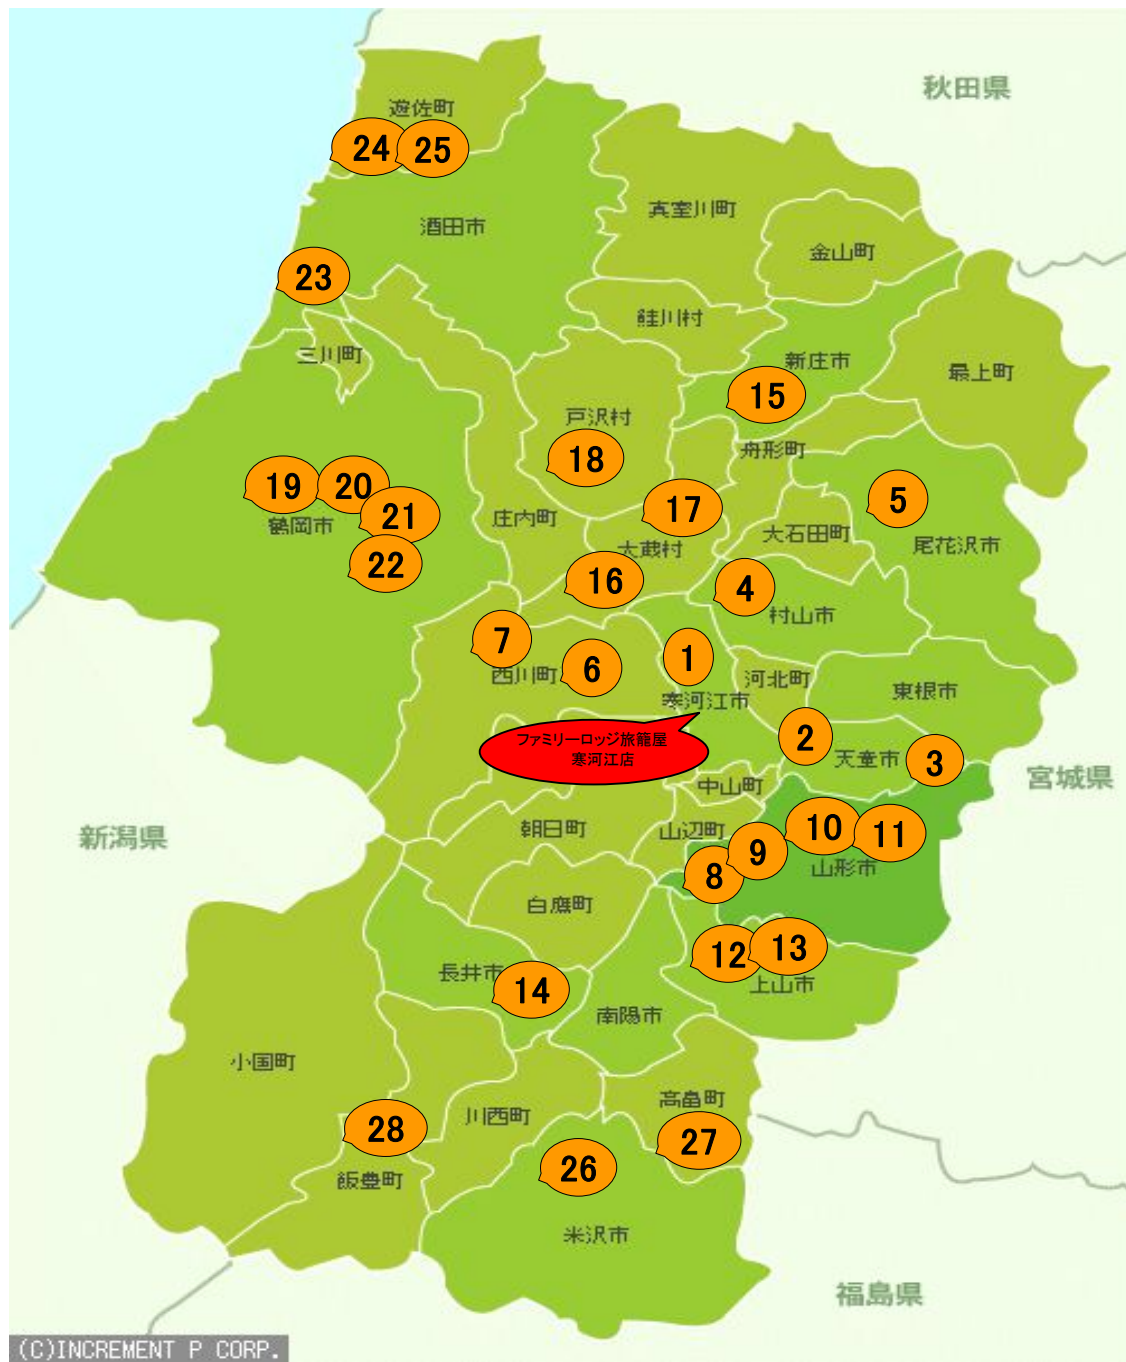 秋田県
遊佐町
24
25
酒田市
真室川町
金山町
23
鮭川村
三川町
新庄市
最上町
15
戸沢村
18
舟形町
19
20
鶴岡市
21
22
庄内町
17
大蔵村
16
大石田町
5
尾花沢市
4
村山市
7
西川町
6
1
寒河江市
河北町
東根市
ファミリーロッジ旅籠屋
寒河江店
2
天童市
3
中山町
宮城県
新潟県
朝日町
山辺町
9
8
10
11
山形市
白鷹町
12
13
上山市
長井市
14
南陽市
小国町
川西町
高畠町
28
27
飯豊町
26
米沢市
福島県
(C)INCREMENT P CORP.